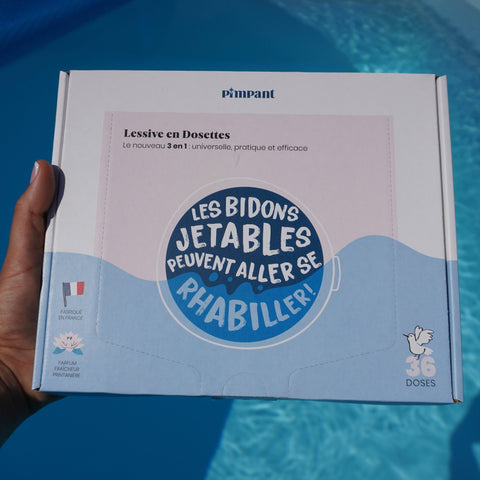 Pimpant
Lessive en Dosettes
Le nouveau 3 en 1 : universelle, pratique et efficace
LES BIDONS
JETABLES
PEUVENT ALLER SE
RHABILLER !
FABRIQUÉ
EN FRANCE
PARFUM
FRAÎCHEUR
PRINTANIÈRE
36
DOSES